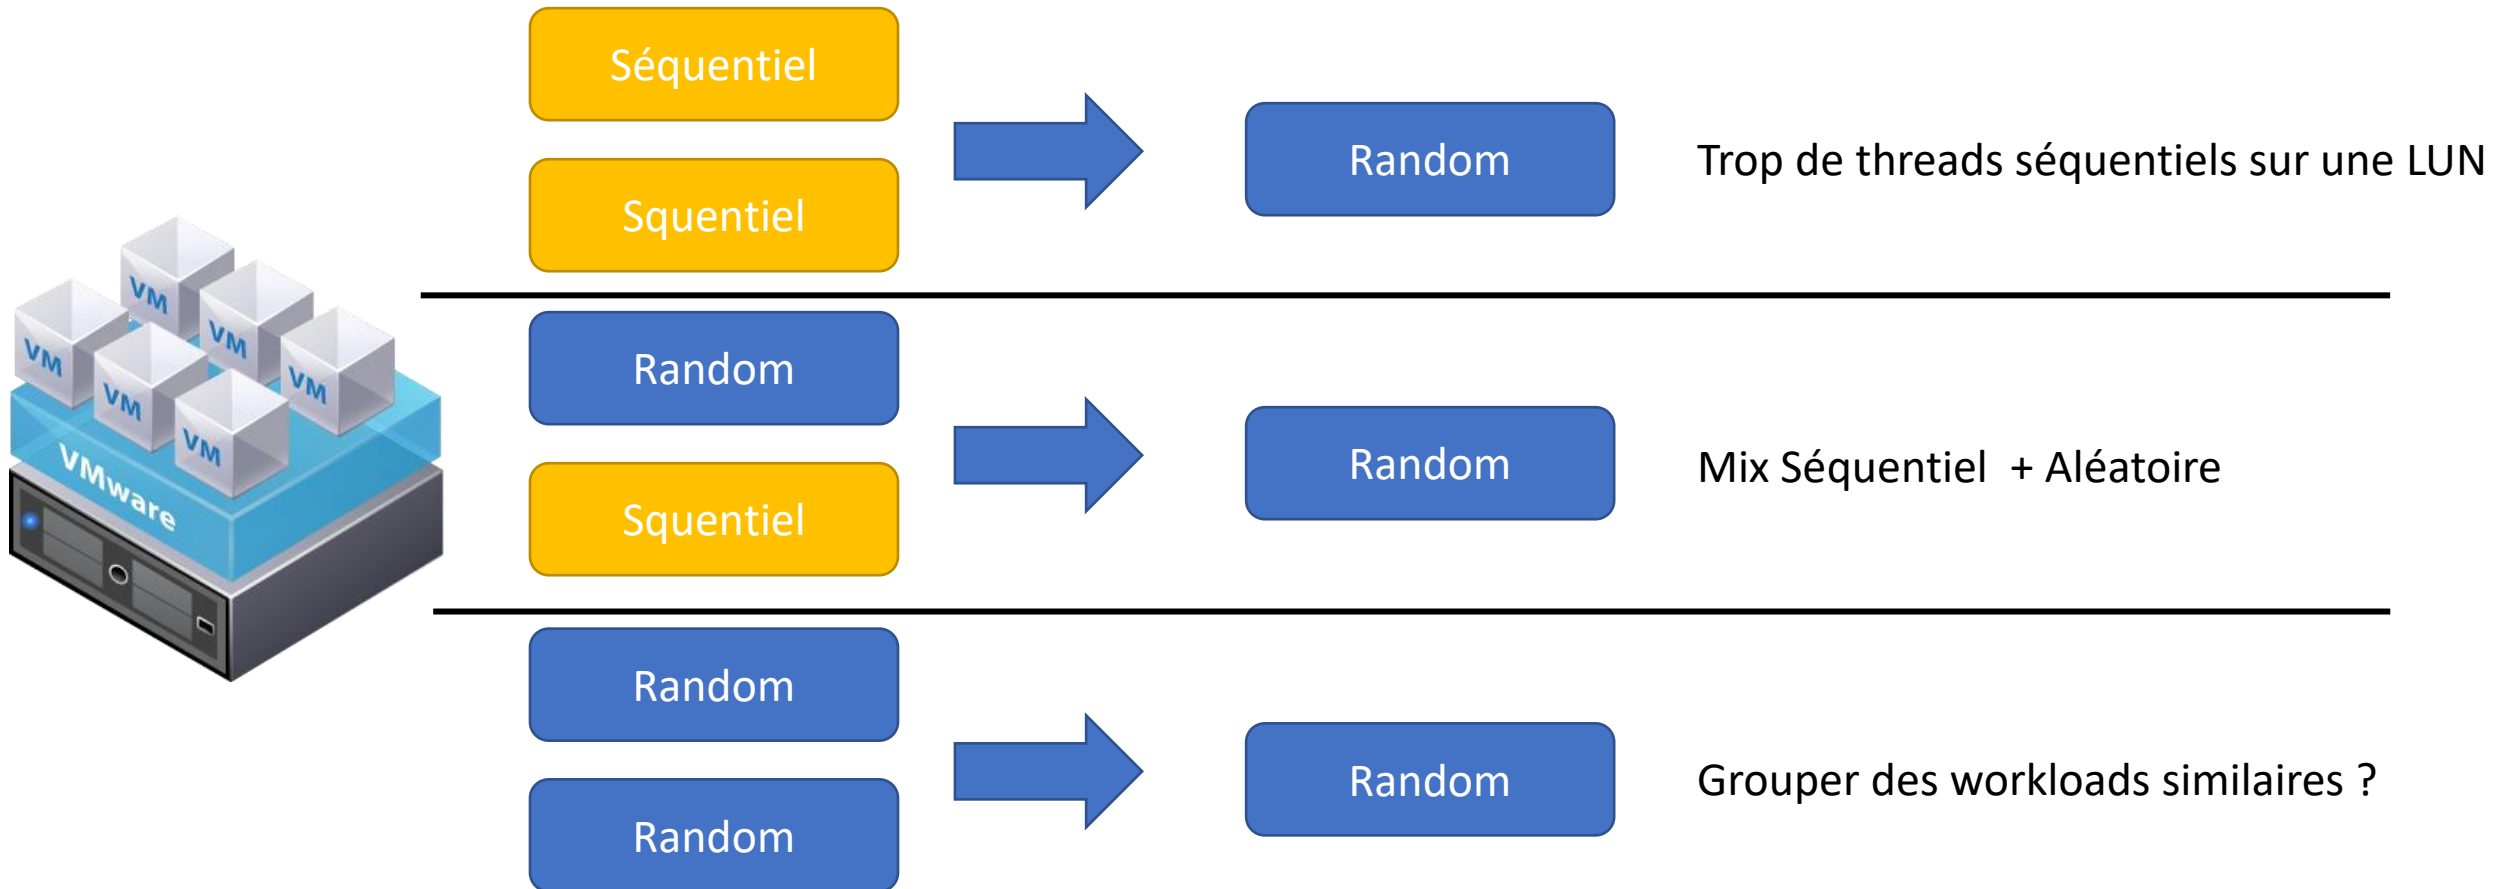 Séquentiel
Squentiel
Random
Trop de threads séquentiels sur une LUN
VM
VM
VM
VM
VM
VM
VMware
Random
Squentiel
Random
Mix Séquentiel + Aléatoire
Random
Random
Random
Grouper des workloads similaires ?